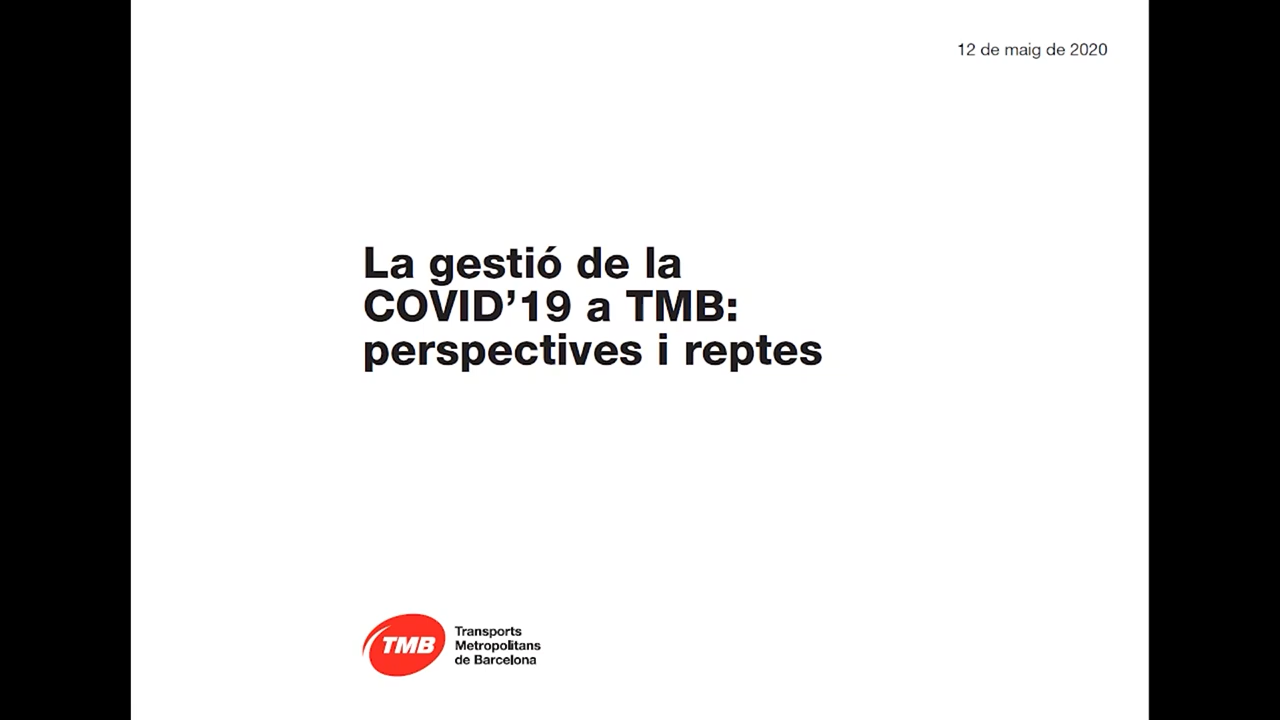 12 de maig de 2020
La gestió de la
COVID’19 a TMB:
perspectives i reptes
TMB
Transports
Metropolitans
de Barcelona